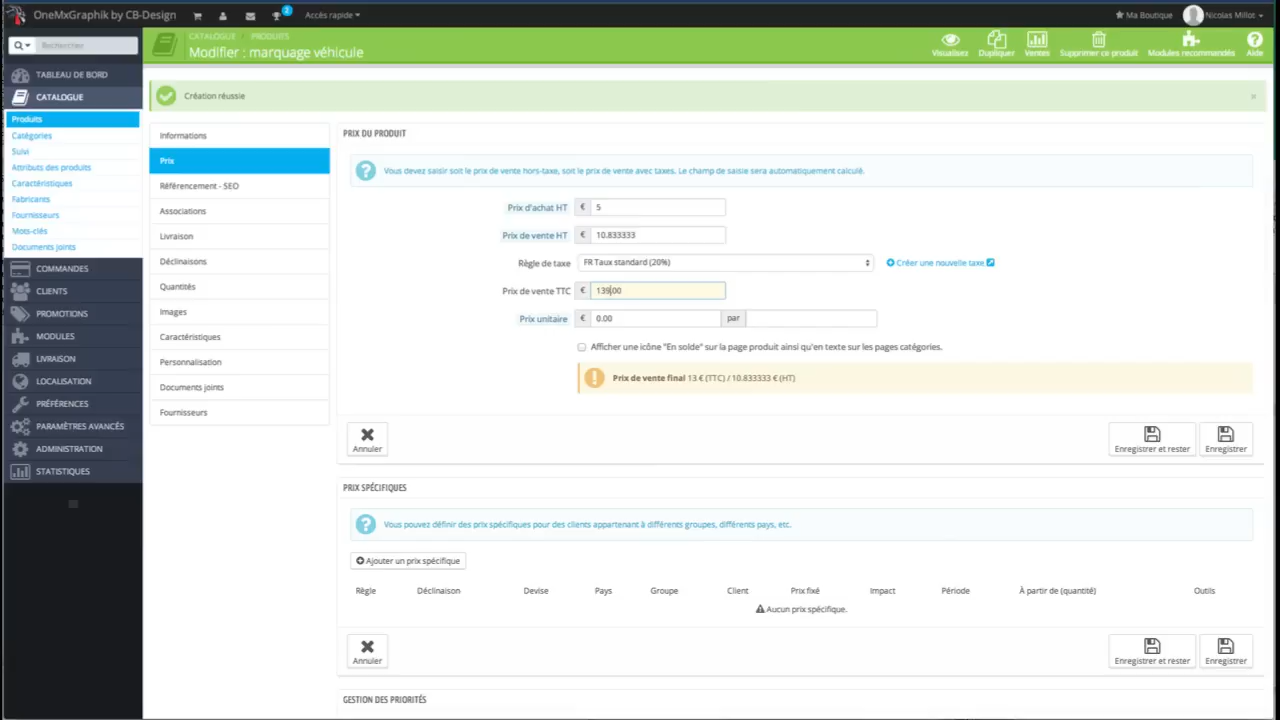 OneMxGraphik by CB-Design
2
Accès rapide
Ma Boutique
Nicolas Millot
Rechercher
CATALOGUE / PRODUITS
Modifier : marquage véhicule
Visualiser
Dupliquer
Ventes
Supprimer ce produit
Modules recommandés
Aide
TABLEAU DE BORD
CATALOGUE
Produits
Catégories
Suivi
Attributs des produits
Caractéristiques
Fabricants
Fournisseurs
Mots-clés
Documents joints
COMMANDES
CLIENTS
PROMOTIONS
MODULES
LIVRAISON
LOCALISATION
PRÉFÉRENCES
PARAMÈTRES AVANCÉS
ADMINISTRATION
STATISTIQUES
Création réussie
×
Informations
Prix
Référencement - SEO
Associations
Livraison
Déclinaisons
Quantités
Images
Caractéristiques
Personnalisation
Documents joints
Fournisseurs
PRIX DU PRODUIT
Vous devez saisir soit le prix de vente hors-taxe, soit le prix de vente avec taxes. Le champ de saisie sera automatiquement calculé.
Prix d'achat HT € 5
Prix de vente HT € 10.833333
Règle de taxe FR Taux standard (20%) Créer une nouvelle taxe
Prix de vente TTC € 139.00
Prix unitaire € 0.00 par
Afficher une icône "En solde" sur la page produit ainsi qu'en texte sur les pages catégories.
Prix de vente final 13 € (TTC) / 10.833333 € (HT)
Annuler
Enregistrer et rester
Enregistrer
PRIX SPÉCIFIQUES
Vous pouvez définir des prix spécifiques pour des clients appartenant à différents groupes, différents pays, etc.
Ajouter un prix spécifique
Règle Déclinaison Devise Pays Groupe Client Prix fixé Impact Période À partir de (quantité) Outils
Aucun prix spécifique.
Annuler
Enregistrer et rester
Enregistrer
GESTION DES PRIORITÉS